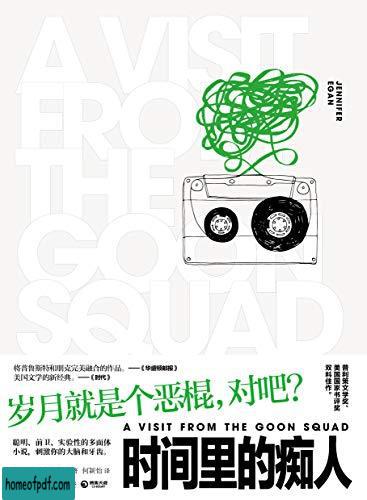 A VISIT
FROM
THE
GOON
SQUAD
JENNIFER
EGAN
将普鲁斯特和朋克完美融合的作品。——《华盛顿邮报》
美国文学的新经典。——《时代》
普利策文学奖、
美国国家书评奖
双料佳作。
岁月就是个恶棍,对吧?
A VISIT FROM THE GOON SQUAD
聪明、前卫、实验性的多面体
小说,刺激你的大脑和牙齿。
时间里的痴人
何颖怡 译
博集天卷
homeofpdf.com